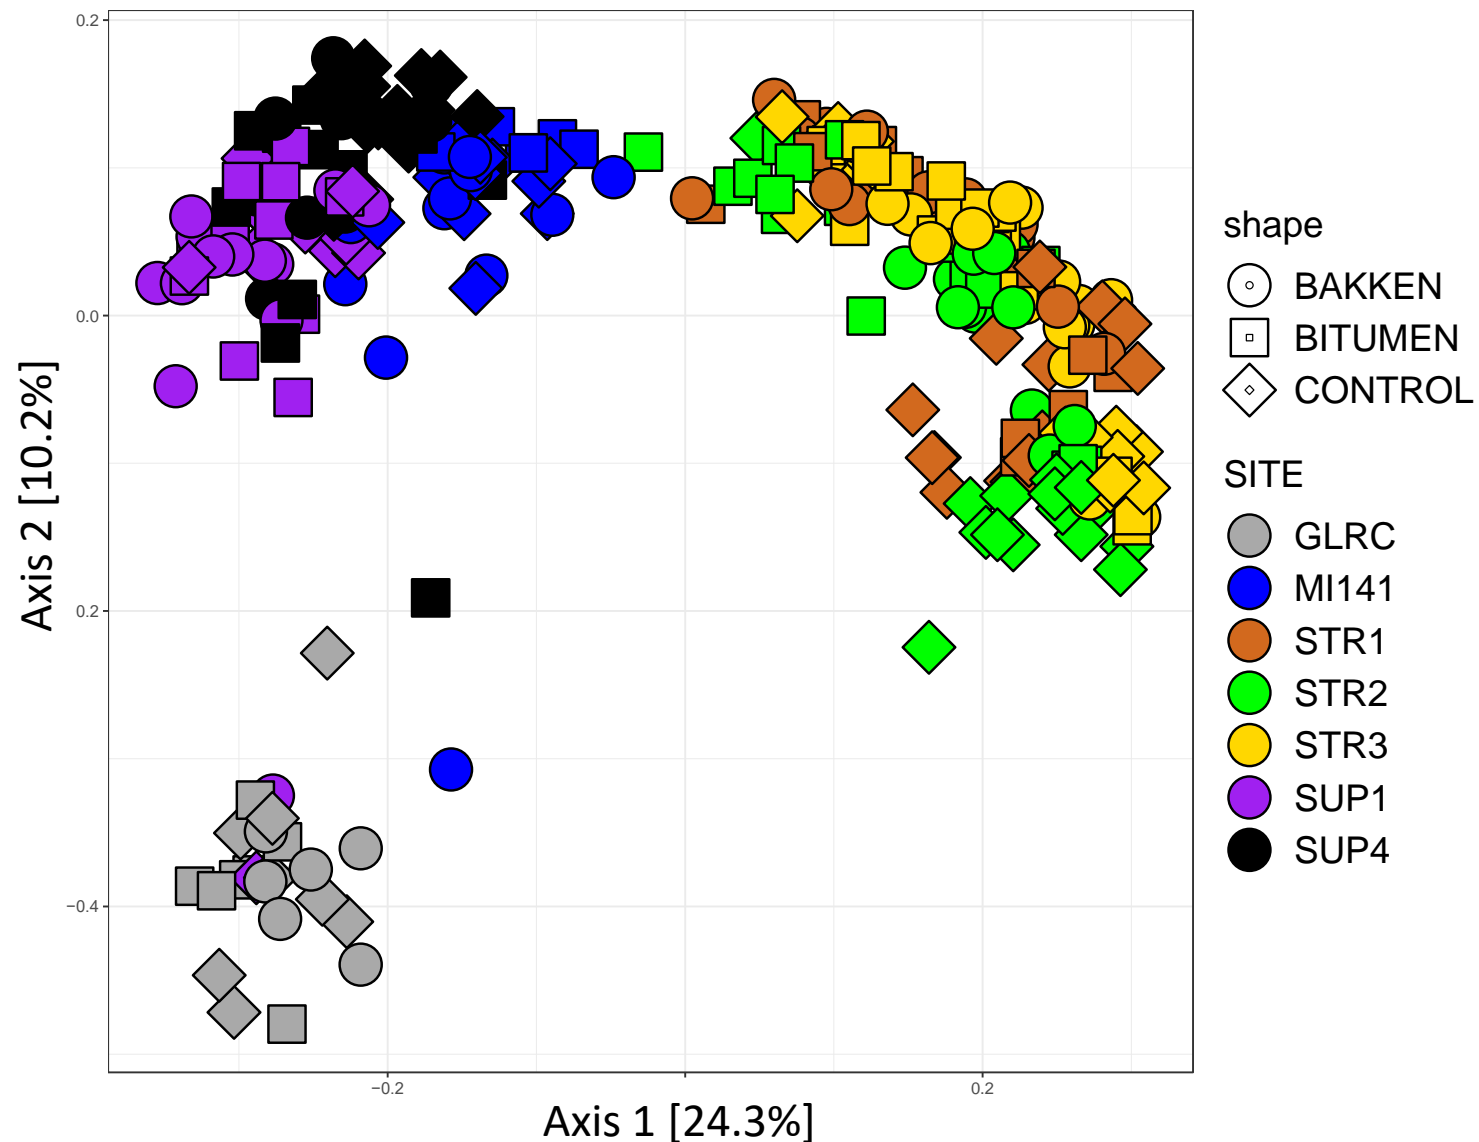 0.2
0.0
0.2
−0.4
Axis 2 [10.2%]
−0.2
0.2
Axis 1 [24.3%]
shape
BAKKEN
BITUMEN
CONTROL
SITE
GLRC
MI141
STR1
STR2
STR3
SUP1
SUP4